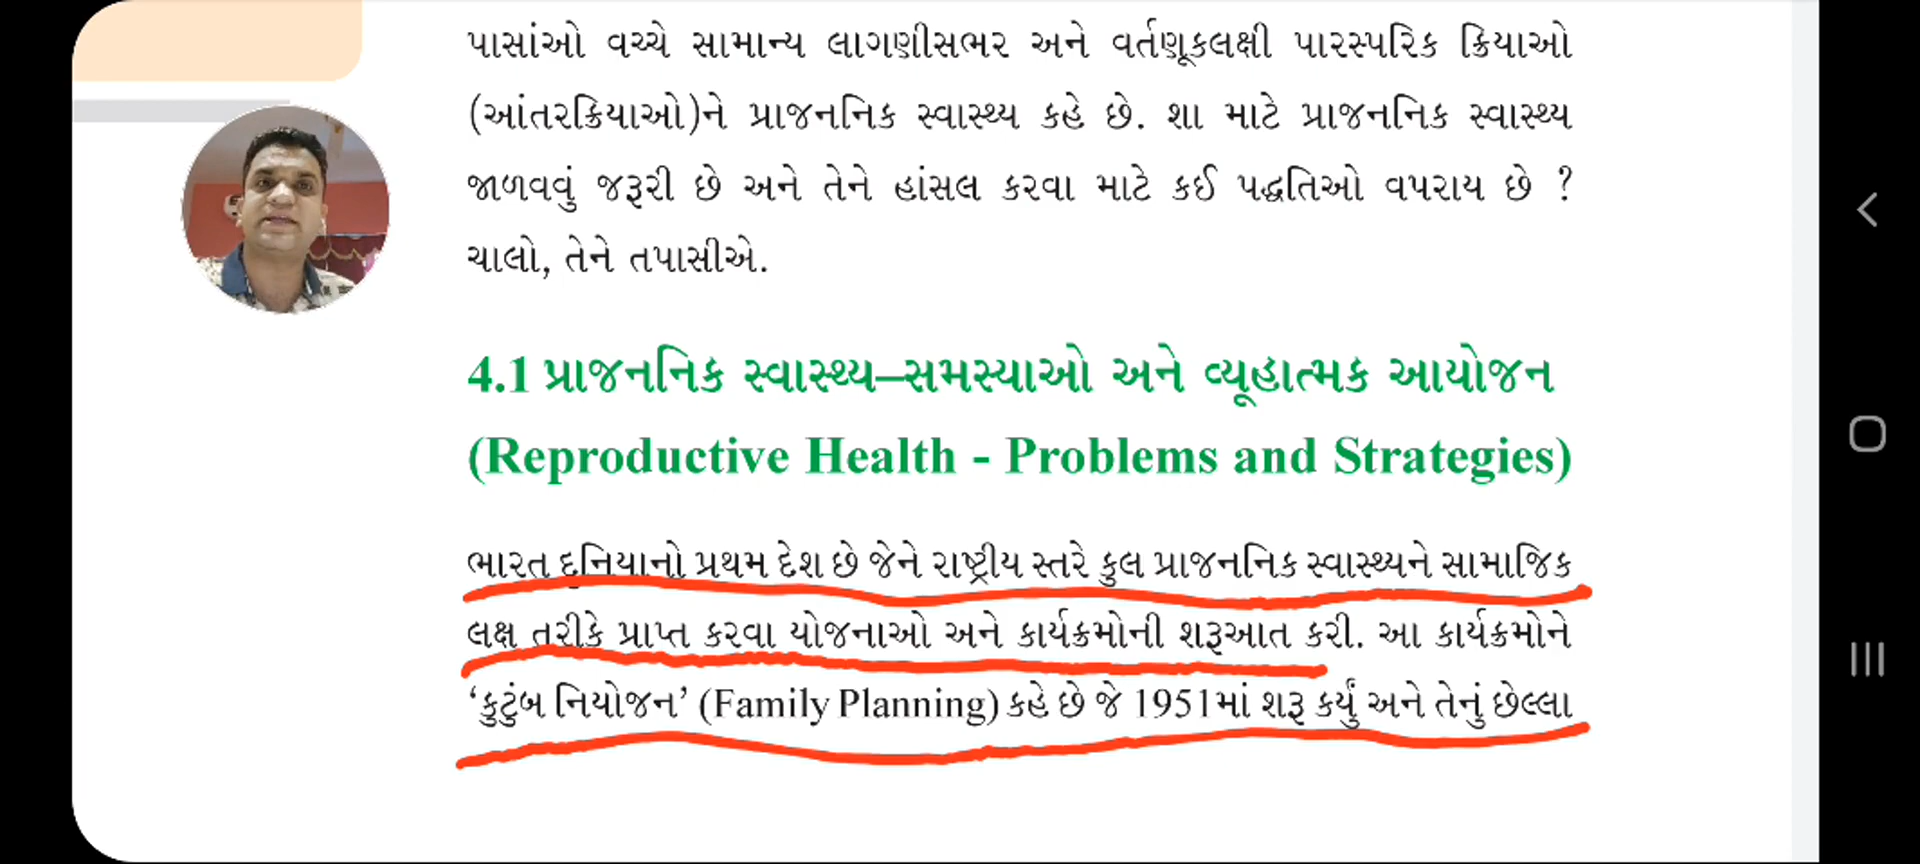 પાસાંઓ વચ્ચે સામાન્ય લાગણીસભર અને વર્તણૂકલક્ષી પારસ્પરિક ક્રિયાઓ
(આંતરક્રિયાઓ)ને પ્રાજનનિક સ્વાસ્થ્ય કહે છે. શા માટે પ્રાજનનિક સ્વાસ્થ્ય
જાળવવું જરૂરી છે અને તેને હાંસલ કરવા માટે કઈ પદ્ધતિઓ વપરાય છે ?
ચાલો, તેને તપાસીએ.
4.1 પ્રાજનનિક સ્વાસ્થ્ય–સમસ્યાઓ અને વ્યૂહાત્મક આયોજન
(Reproductive Health - Problems and Strategies)
ભારત દુનિયાનો પ્રથમ દેશ છે જેને રાષ્ટ્રીય સ્તરે કુલ પ્રાજનનિક સ્વાસ્થ્યને સામાજિક
લક્ષ તરીકે પ્રાપ્ત કરવા યોજનાઓ અને કાર્યક્રમોની શરૂઆત કરી. આ કાર્યક્રમોને
‘કુટુંબ નિયોજન’ (Family Planning) કહે છે જે 1951માં શરૂ કર્યું અને તેનું છેલ્લા